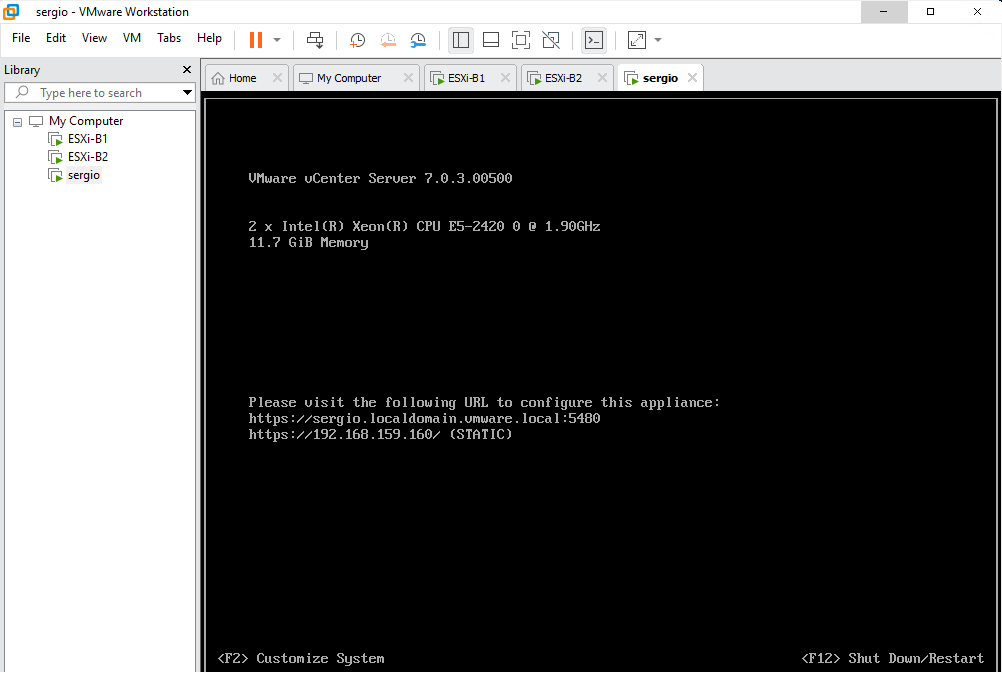 sergio - VMware Workstation
File Edit View VM Tabs Help
Library
Type here to search
My Computer
ESXi-B1
ESXi-B2
sergio
Home My Computer ESXi-B1 ESXi-B2 sergio
VMware vCenter Server 7.0.3.00500
2 x Intel(R) Xeon(R) CPU E5-2420 0 @ 1.90GHz
11.7 GiB Memory
Please visit the following URL to configure this appliance:
https://sergio.localdomain.vmware.local:5480
https://192.168.159.160/ (STATIC)
<F2> Customize System <F12> Shut Down/Restart